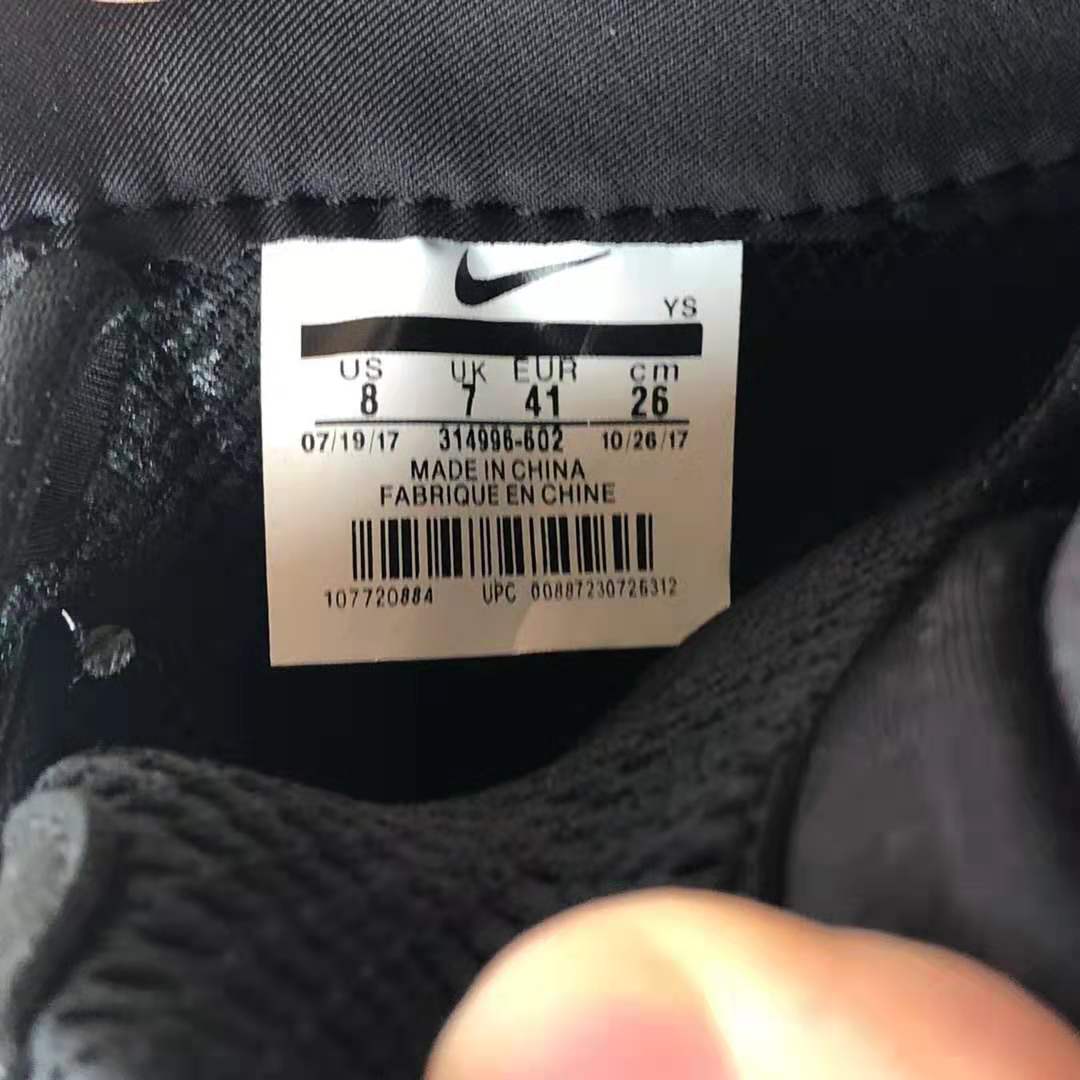 YS
US UK EUR cm
8 7 41 26
07/19/17 314996-602 10/26/17
MADE IN CHINA
FABRIQUE EN CHINE
107720884 UPC 00887230726312